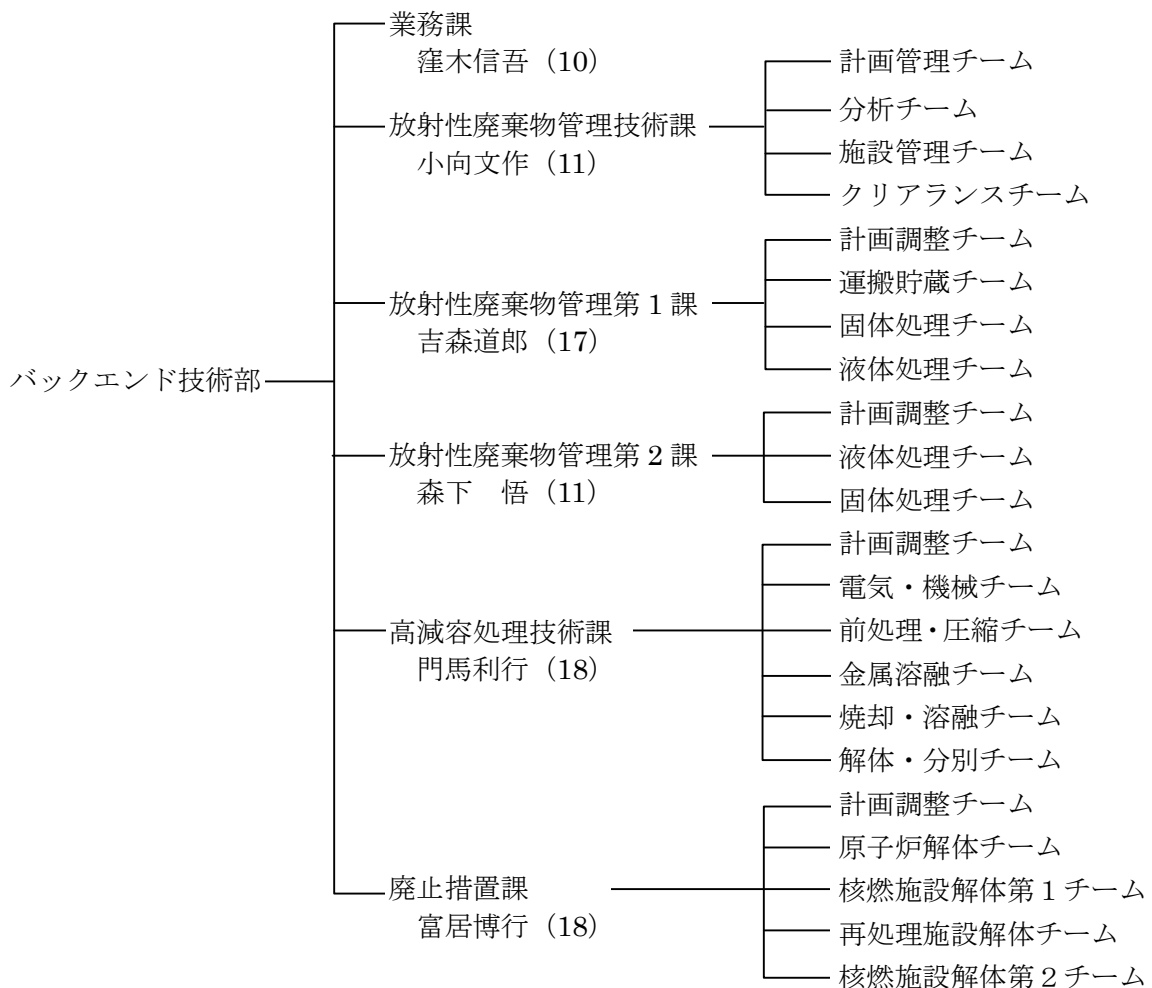 バックエンド技術部
業務課
窪木信吾（10）
放射性廃棄物管理技術課
小向文作（11）
計画管理チーム
分析チーム
施設管理チーム
クリアランスチーム
放射性廃棄物管理第1課
吉森道郎（17）
計画調整チーム
運搬貯蔵チーム
固体処理チーム
液体処理チーム
放射性廃棄物管理第2課
森下　悟（11）
計画調整チーム
液体処理チーム
固体処理チーム
高減容処理技術課
門馬利行（18）
計画調整チーム
電気・機械チーム
前処理・圧縮チーム
金属溶融チーム
焼却・溶融チーム
解体・分別チーム
廃止措置課
富居博行（18）
計画調整チーム
原子炉解体チーム
核燃施設解体第1チーム
再処理施設解体チーム
核燃施設解体第2チーム